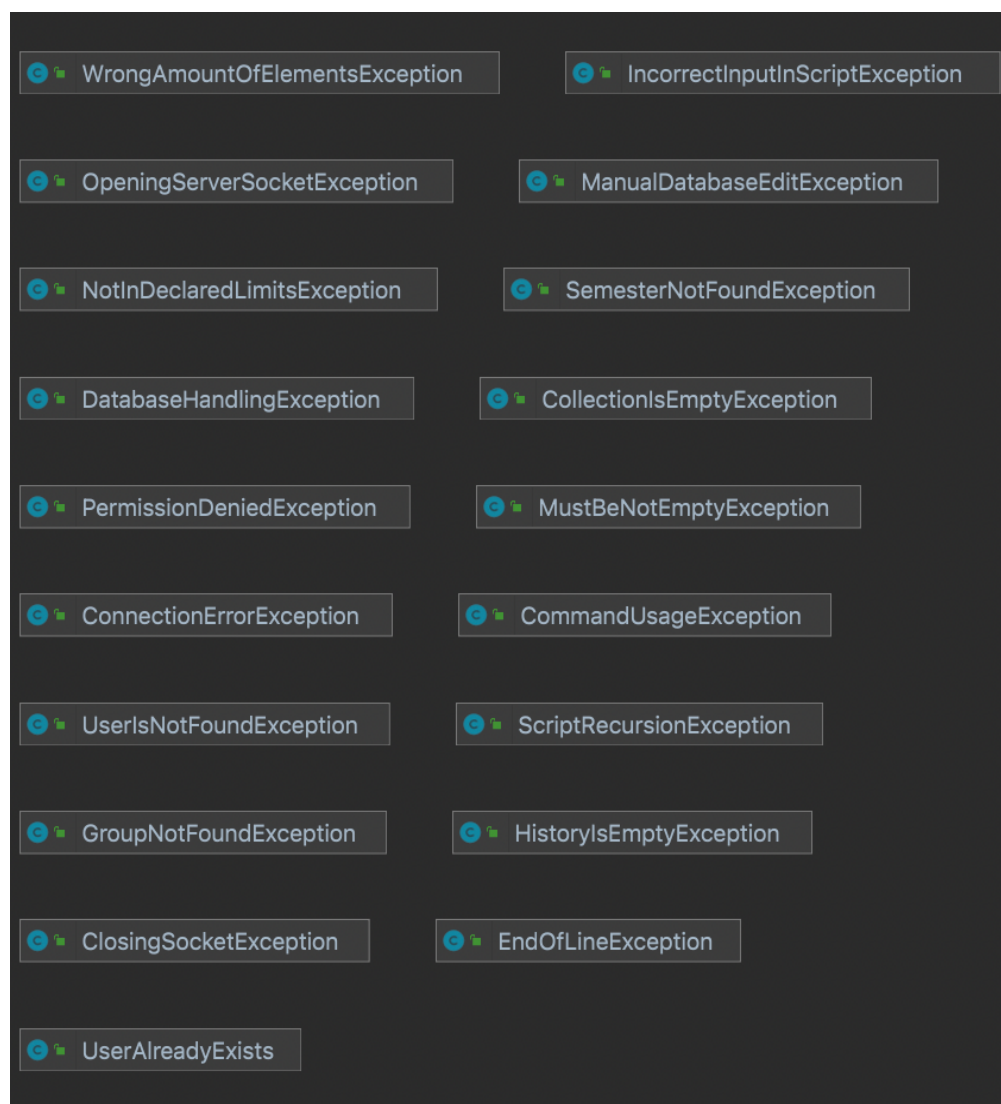 WrongAmountOfElementsException
IncorrectInputInScriptException
OpeningServerSocketException
ManualDatabaseEditException
NotInDeclaredLimitsException
SemesterNotFoundException
DatabaseHandlingException
CollectionIsEmptyException
PermissionDeniedException
MustBeNotEmptyException
ConnectionErrorException
CommandUsageException
UserIsNotFoundException
ScriptRecursionException
GroupNotFoundException
HistoryIsEmptyException
ClosingSocketException
EndOfLineException
UserAlreadyExists